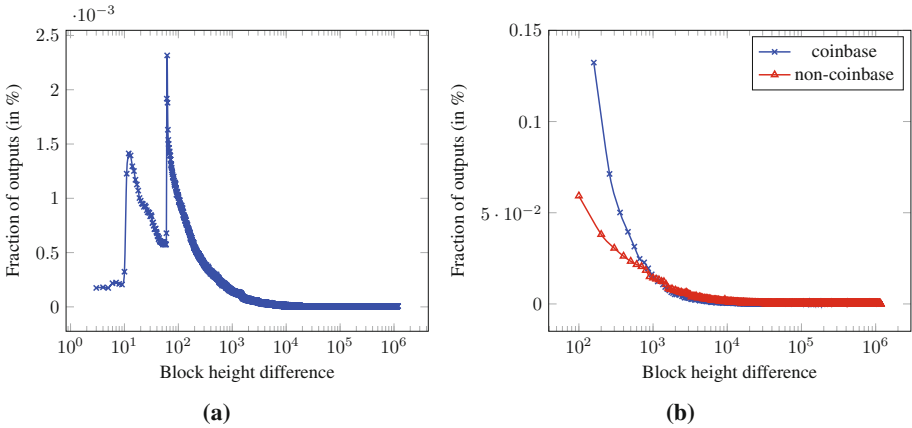 ·10⁻³
2.5
2
1.5
1
0.5
0
10⁰ 10¹ 10² 10³ 10⁴ 10⁵ 10⁶
Fraction of outputs (in %)
Block height difference
(a)
0.15
0.1
5 · 10⁻²
0
10² 10³ 10⁴ 10⁵ 10⁶
Fraction of outputs (in %)
Block height difference
coinbase
non-coinbase
(b)